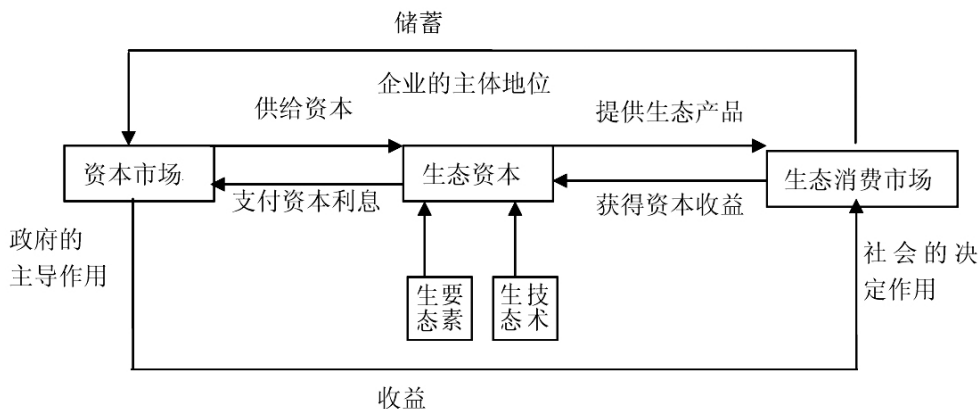 储蓄
企业的主体地位
供给资本
提供生态产品
资本市场
生态资本
生态消费市场
支付资本利息
获得资本收益
政府的
主导作用
社会的决
定作用
生态
要素
生态
技术
收益